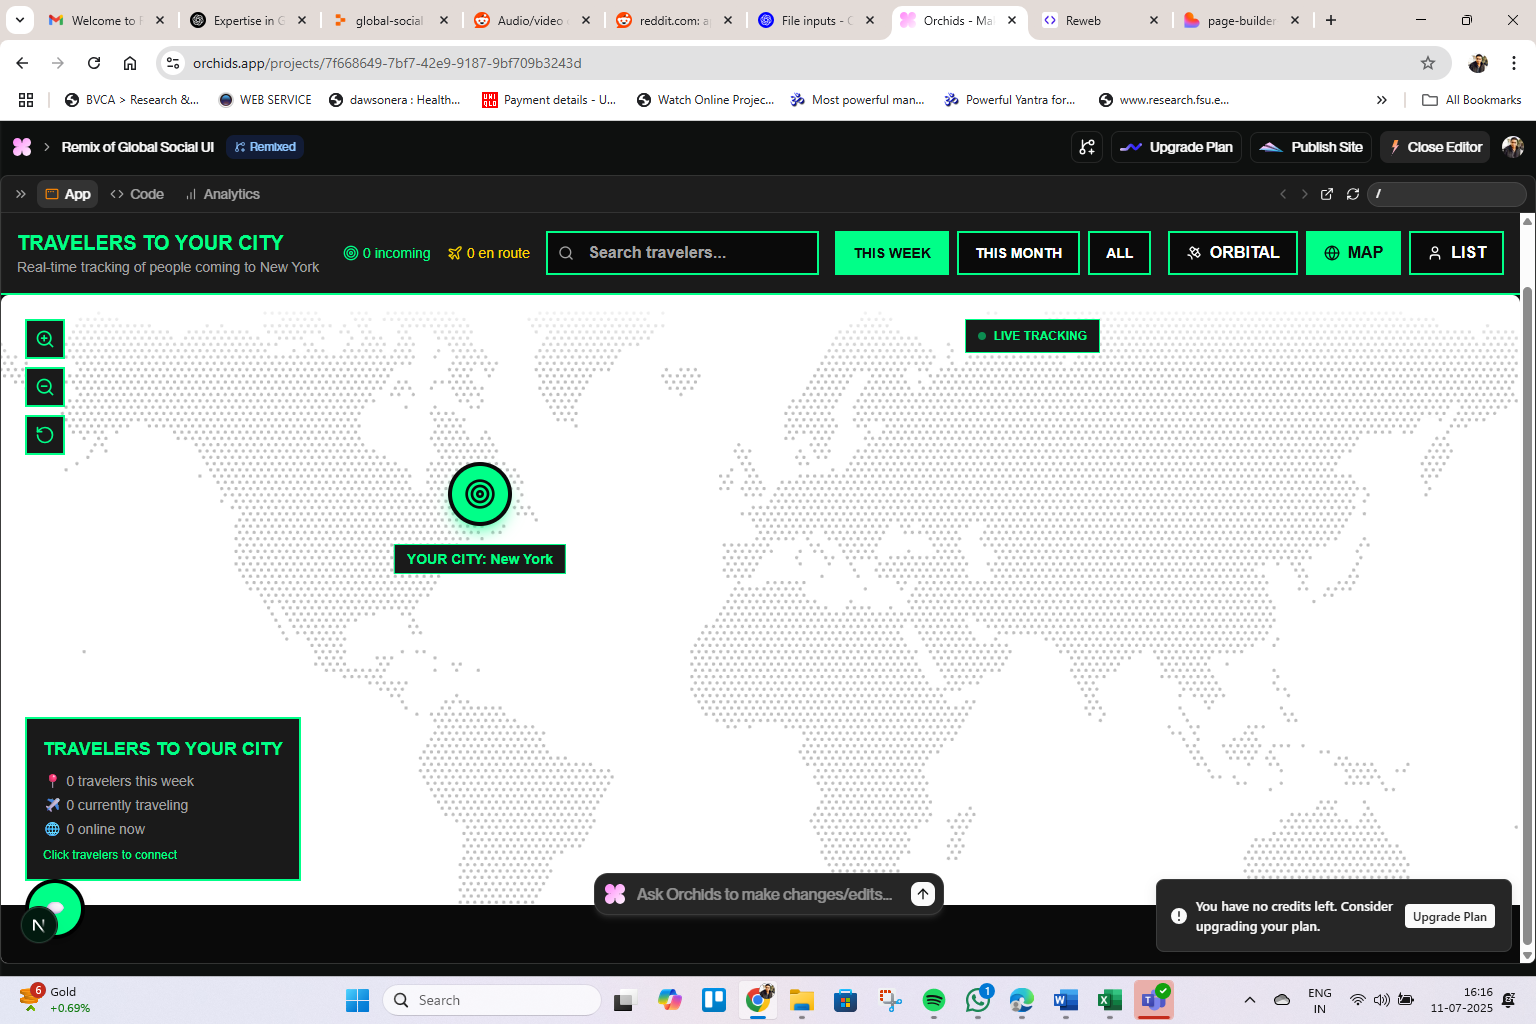 Welcome to F
Expertise in G
global-social
Audio/video
reddit.com: a
File inputs - C
Orchids - Mal
Reweb
page-builder
orchids.app/projects/7f668649-7bf7-42e9-9187-9bf709b3243d
BVCA > Research &...
WEB SERVICE
dawsonera : Health...
Payment details - U...
Watch Online Projec...
Most powerful man...
Powerful Yantra for...
www.research.fsu.e...
All Bookmarks
Remix of Global Social UI
Remixed
Upgrade Plan
Publish Site
Close Editor
App
Code
Analytics
/
TRAVELERS TO YOUR CITY
Real-time tracking of people coming to New York
0 incoming
0 en route
Search travelers...
THIS WEEK
THIS MONTH
ALL
ORBITAL
MAP
LIST
LIVE TRACKING
YOUR CITY: New York
TRAVELERS TO YOUR CITY
0 travelers this week
0 currently traveling
0 online now
Click travelers to connect
N
Ask Orchids to make changes/edits...
You have no credits left. Consider
upgrading your plan.
Upgrade Plan
6
Gold
+0.69%
Search
1
ENG
IN
16:16
11-07-2025